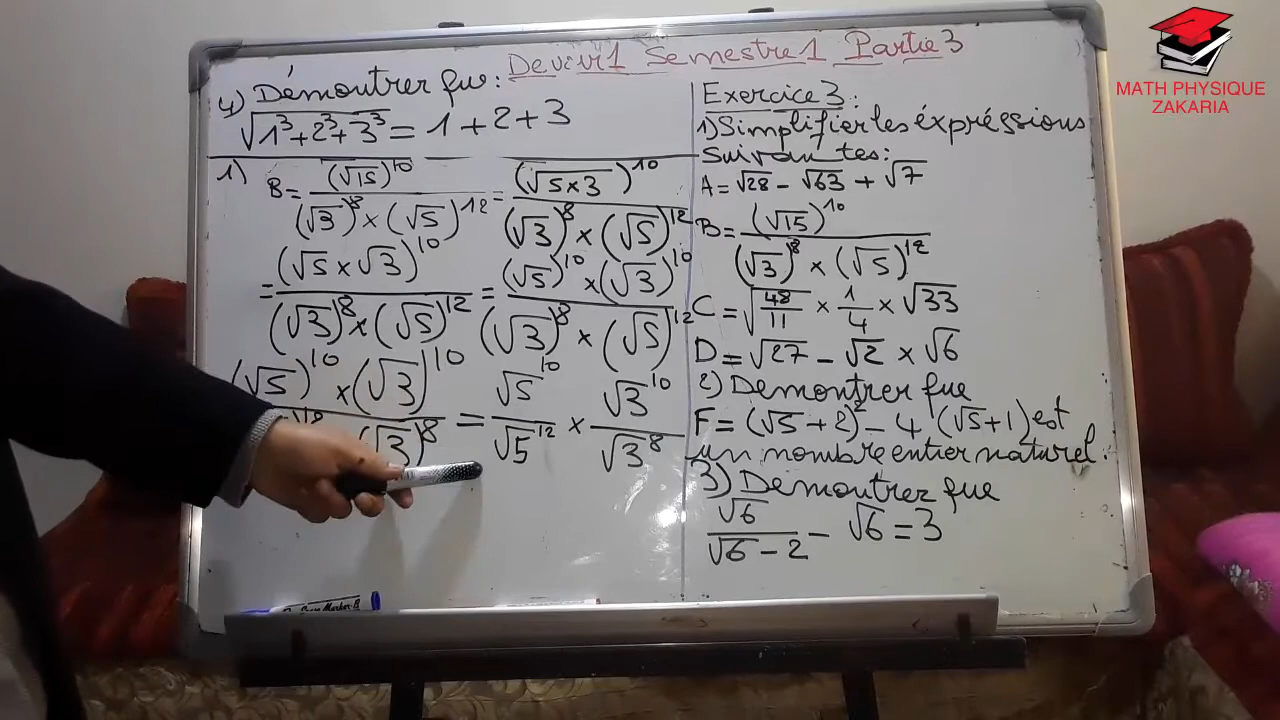 Devoir1 Semestre1 Partie3
MATH PHYSIQUE
ZAKARIA
4) Démontrer que:
√(1³+2³+3³) = 1+2+3
1) B = (√15)¹⁰ / ((√3)⁸ × (√5)¹²) = (√(5×3))¹⁰ / ((√3)⁸ × (√5)¹²)
= (√5 × √3)¹⁰ / ((√3)⁸ × (√5)¹²) = (√5)¹⁰ × (√3)¹⁰ / ((√3)⁸ × (√5)¹²)
(√5)¹⁰ × (√3)¹⁰ / (√3)⁸ = √5¹⁰ / √5¹² × √3¹⁰ / √3⁸
Exercice3:
1) Simplifier les éxpréssions
Suivantes:
A = √28 - √63 + √7
B = (√15)¹⁰ / ((√3)⁸ × (√5)¹²)
C = √(48/11) × 1/4 × √33
D = √27 - √2 × √6
2) Demontrer que
F = (√5+2)² - 4 (√5+1) est
un nombre entier naturel.
3) Demontrer que
√6 / (√6-2) - √6 = 3